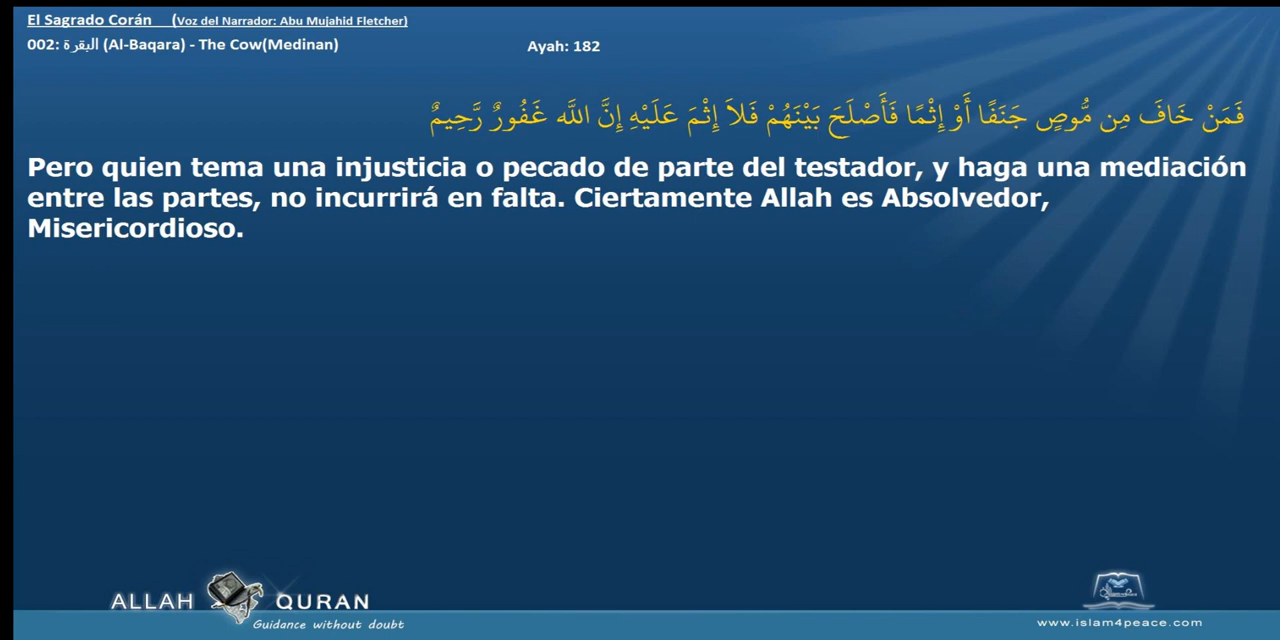 El Sagrado Corán (Voz del Narrador: Abu Mujahid Fletcher)
002: البقرة (Al-Baqara) - The Cow(Medinan)
Ayah: 182
فَمَنْ خَافَ مِن مُّوصٍ جَنَفًا أَوْ إِثْمًا فَأَصْلَحَ بَيْنَهُمْ فَلاَ إِثْمَ عَلَيْهِ إِنَّ اللَّه غَفُورٌ رَّحِيمٌ
Pero quien tema una injusticia o pecado de parte del testador, y haga una mediación
entre las partes, no incurrirá en falta. Ciertamente Allah es Absolvedor,
Misericordioso.
ALLAH QURAN
Guidance without doubt
www.islam4peace.com